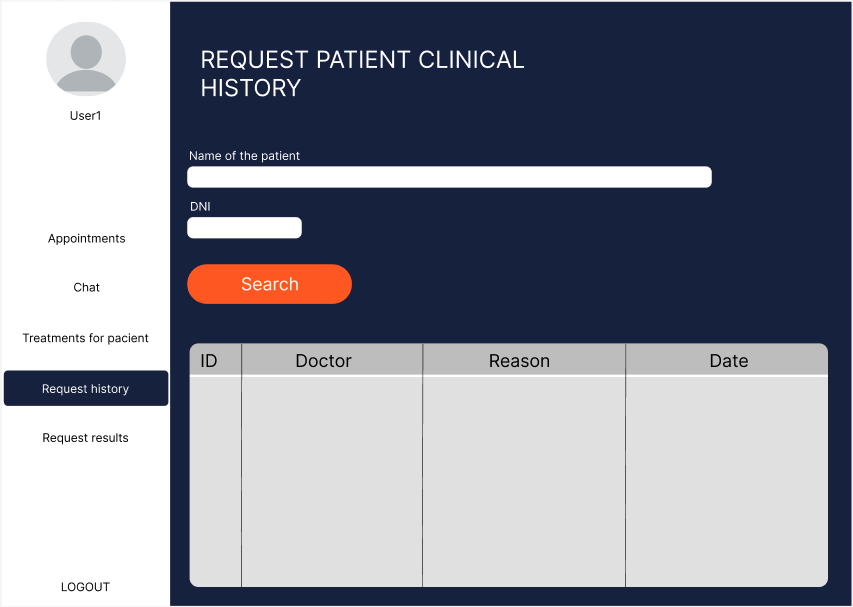 User1
Appointments
Chat
Treatments for pacient
Request history
Request results
LOGOUT
REQUEST PATIENT CLINICAL
HISTORY
Name of the patient
DNI
Search
ID Doctor Reason Date